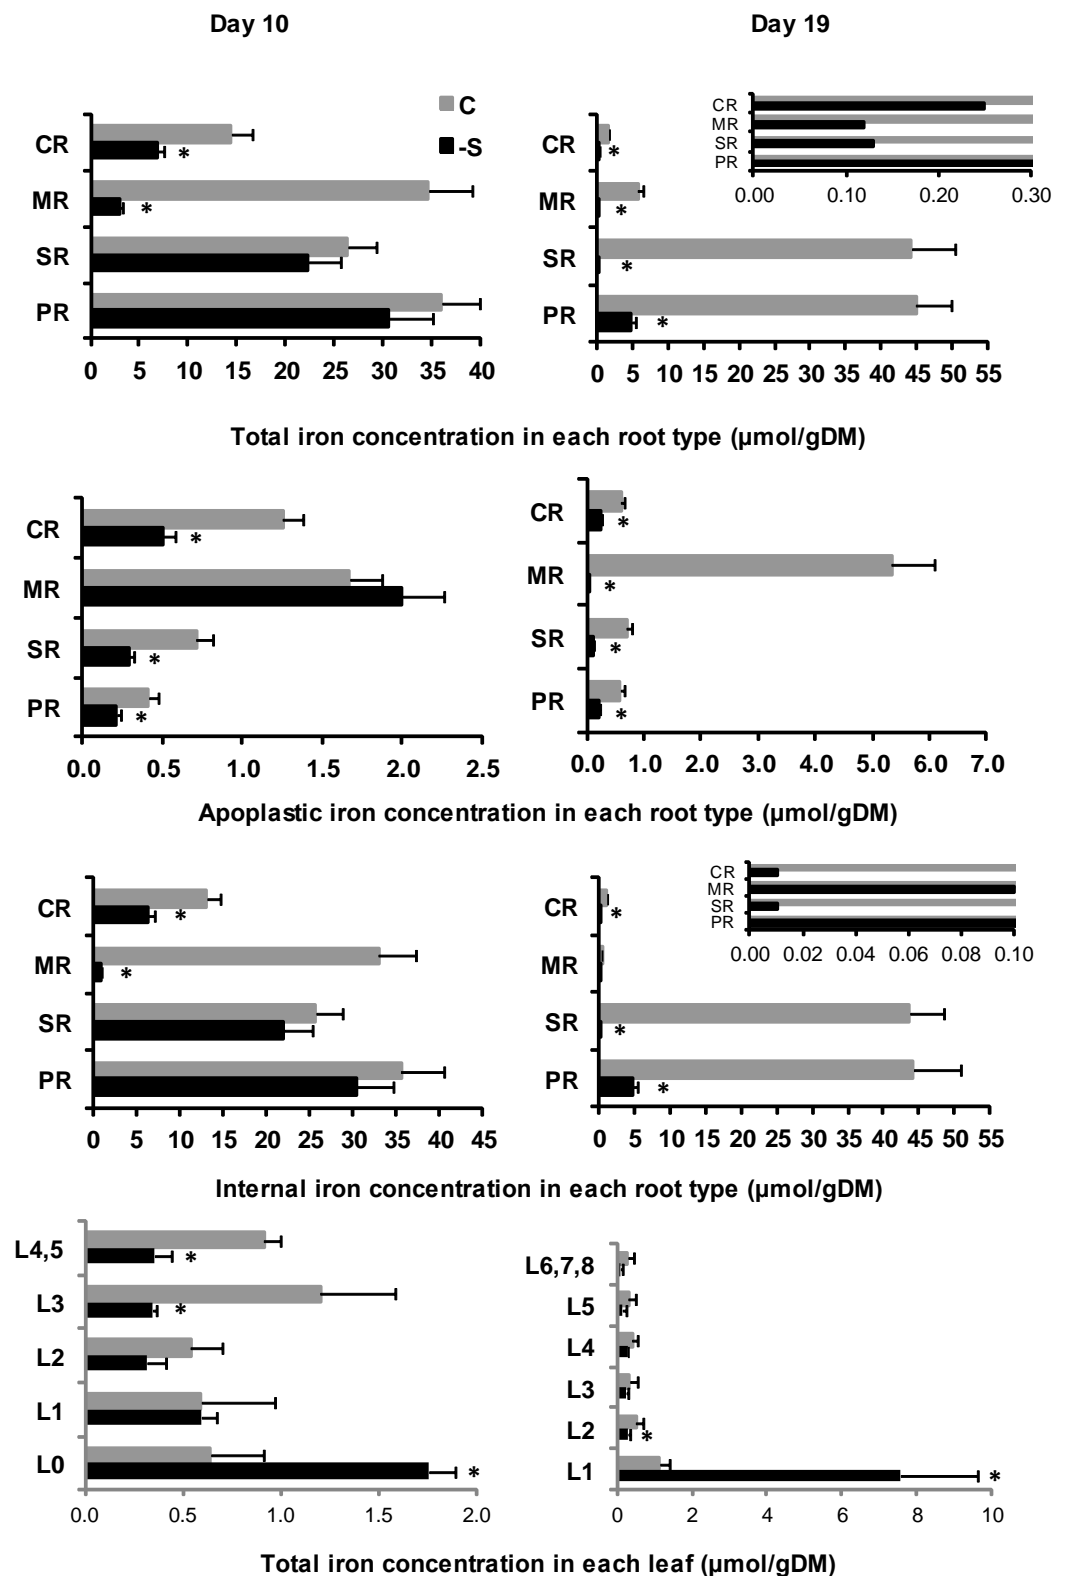 Day 10
Day 19
C
-S
CR
MR
SR
PR
0 5 10 15 20 25 30 35 40
CR
MR
SR
PR
0 5 10 15 20 25 30 35 40 45 50 55
CR
MR
SR
PR
0.00 0.10 0.20 0.30
*
*
*
*
*
*
Total iron concentration in each root type (µmol/gDM)
CR
MR
SR
PR
0.0 0.5 1.0 1.5 2.0 2.5
*
*
*
CR
MR
SR
PR
0.0 1.0 2.0 3.0 4.0 5.0 6.0 7.0
*
*
*
*
Apoplastic iron concentration in each root type (µmol/gDM)
CR
MR
SR
PR
0 5 10 15 20 25 30 35 40 45
*
*
CR
MR
SR
PR
0 5 10 15 20 25 30 35 40 45 50 55
*
*
*
CR
MR
SR
PR
0.00 0.02 0.04 0.06 0.08 0.10
Internal iron concentration in each root type (µmol/gDM)
L4,5
L3
L2
L1
L0
0.0 0.5 1.0 1.5 2.0
*
*
*
L6,7,8
L5
L4
L3
L2
L1
0 2 4 6 8 10
*
*
Total iron concentration in each leaf (µmol/gDM)